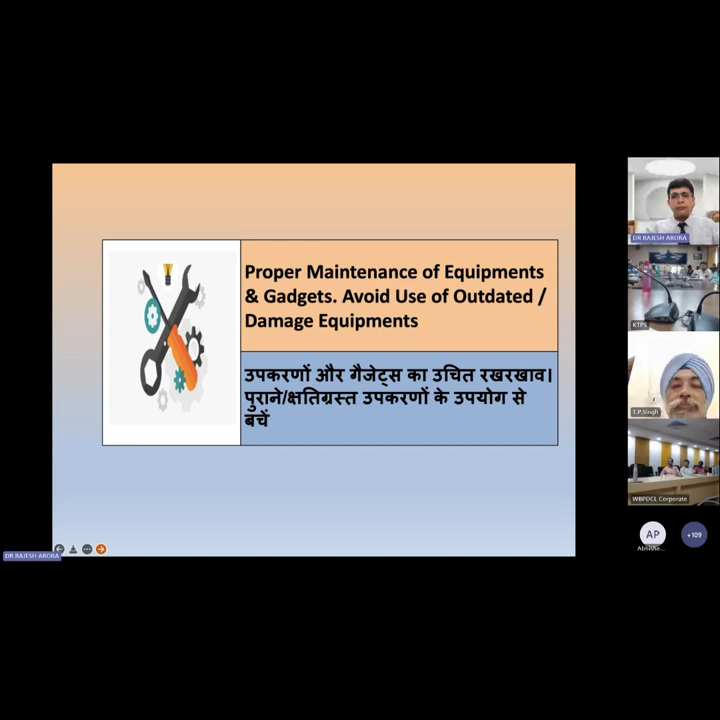 Proper Maintenance of Equipments
& Gadgets. Avoid Use of Outdated /
Damage Equipments
उपकरणों और गैजेट्स का उचित रखरखाव।
पुराने/क्षतिग्रस्त उपकरणों के उपयोग से
बचें
DR RAJESH ARORA
DR RAJESH ARORA
KTPS
T.P.Singh
WBPDCL Corporate
AP
+109
Abhishe...